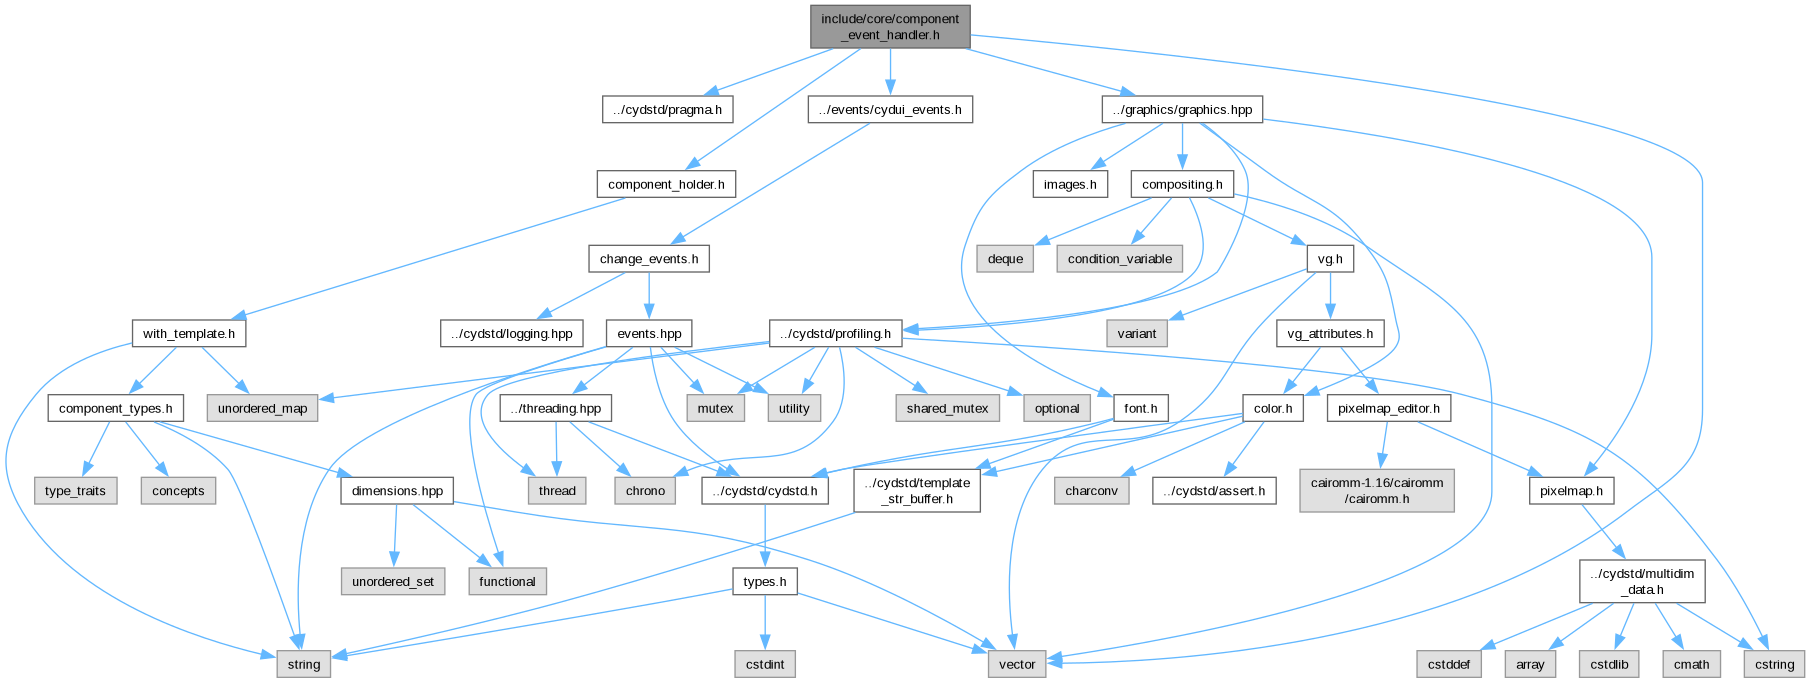 include/core/component
_event_handler.h
../cydstd/pragma.h
../events/cydui_events.h
../graphics/graphics.hpp
component_holder.h
images.h
compositing.h
change_events.h
deque
condition_variable
vg.h
with_template.h
../cydstd/logging.hpp
events.hpp
../cydstd/profiling.h
variant
vg_attributes.h
component_types.h
unordered_map
../threading.hpp
mutex
utility
shared_mutex
optional
font.h
color.h
pixelmap_editor.h
type_traits
concepts
dimensions.hpp
thread
chrono
../cydstd/cydstd.h
../cydstd/template
_str_buffer.h
charconv
../cydstd/assert.h
cairomm-1.16/cairomm
/cairomm.h
pixelmap.h
unordered_set
functional
types.h
../cydstd/multidim
_data.h
string
cstdint
vector
cstddef
array
cstdlib
cmath
cstring